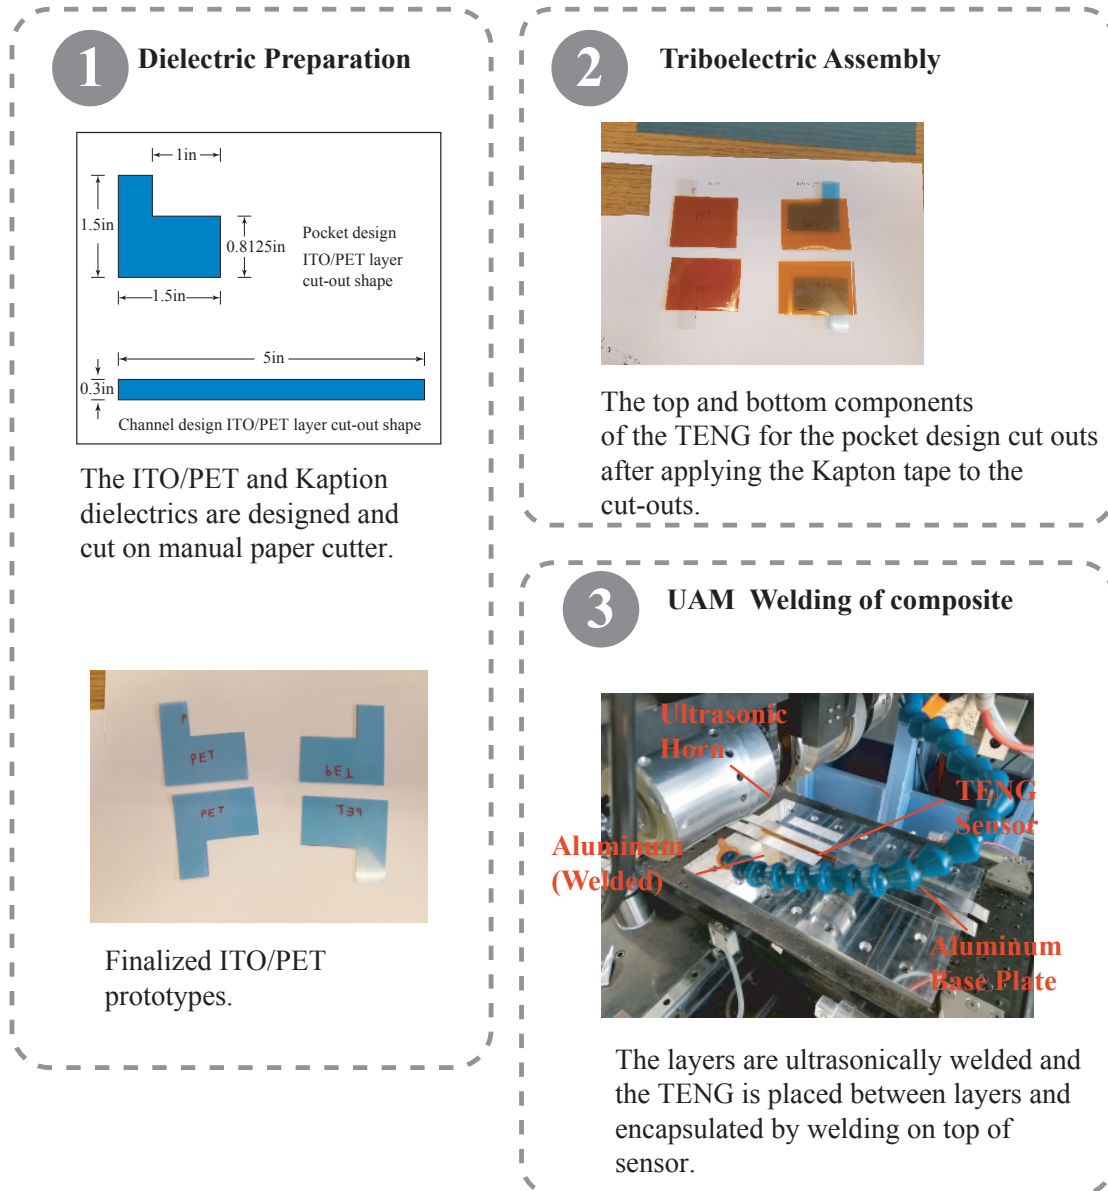 1 Dielectric Preparation
1in
1.5in
0.8125in
Pocket design
ITO/PET layer
cut-out shape
1.5in
5in
0.3in
Channel design ITO/PET layer cut-out shape
The ITO/PET and Kaption
dielectrics are designed and
cut on manual paper cutter.
PET
PET
PET
PET
Finalized ITO/PET
prototypes.
2 Triboelectric Assembly
PET
PET
The top and bottom components
of the TENG for the pocket design cut outs
after applying the Kapton tape to the
cut-outs.
3 UAM Welding of composite
Ultrasonic
Horn
TENG
Sensor
Aluminum
(Welded)
Aluminum
Base Plate
The layers are ultrasonically welded and
the TENG is placed between layers and
encapsulated by welding on top of
sensor.